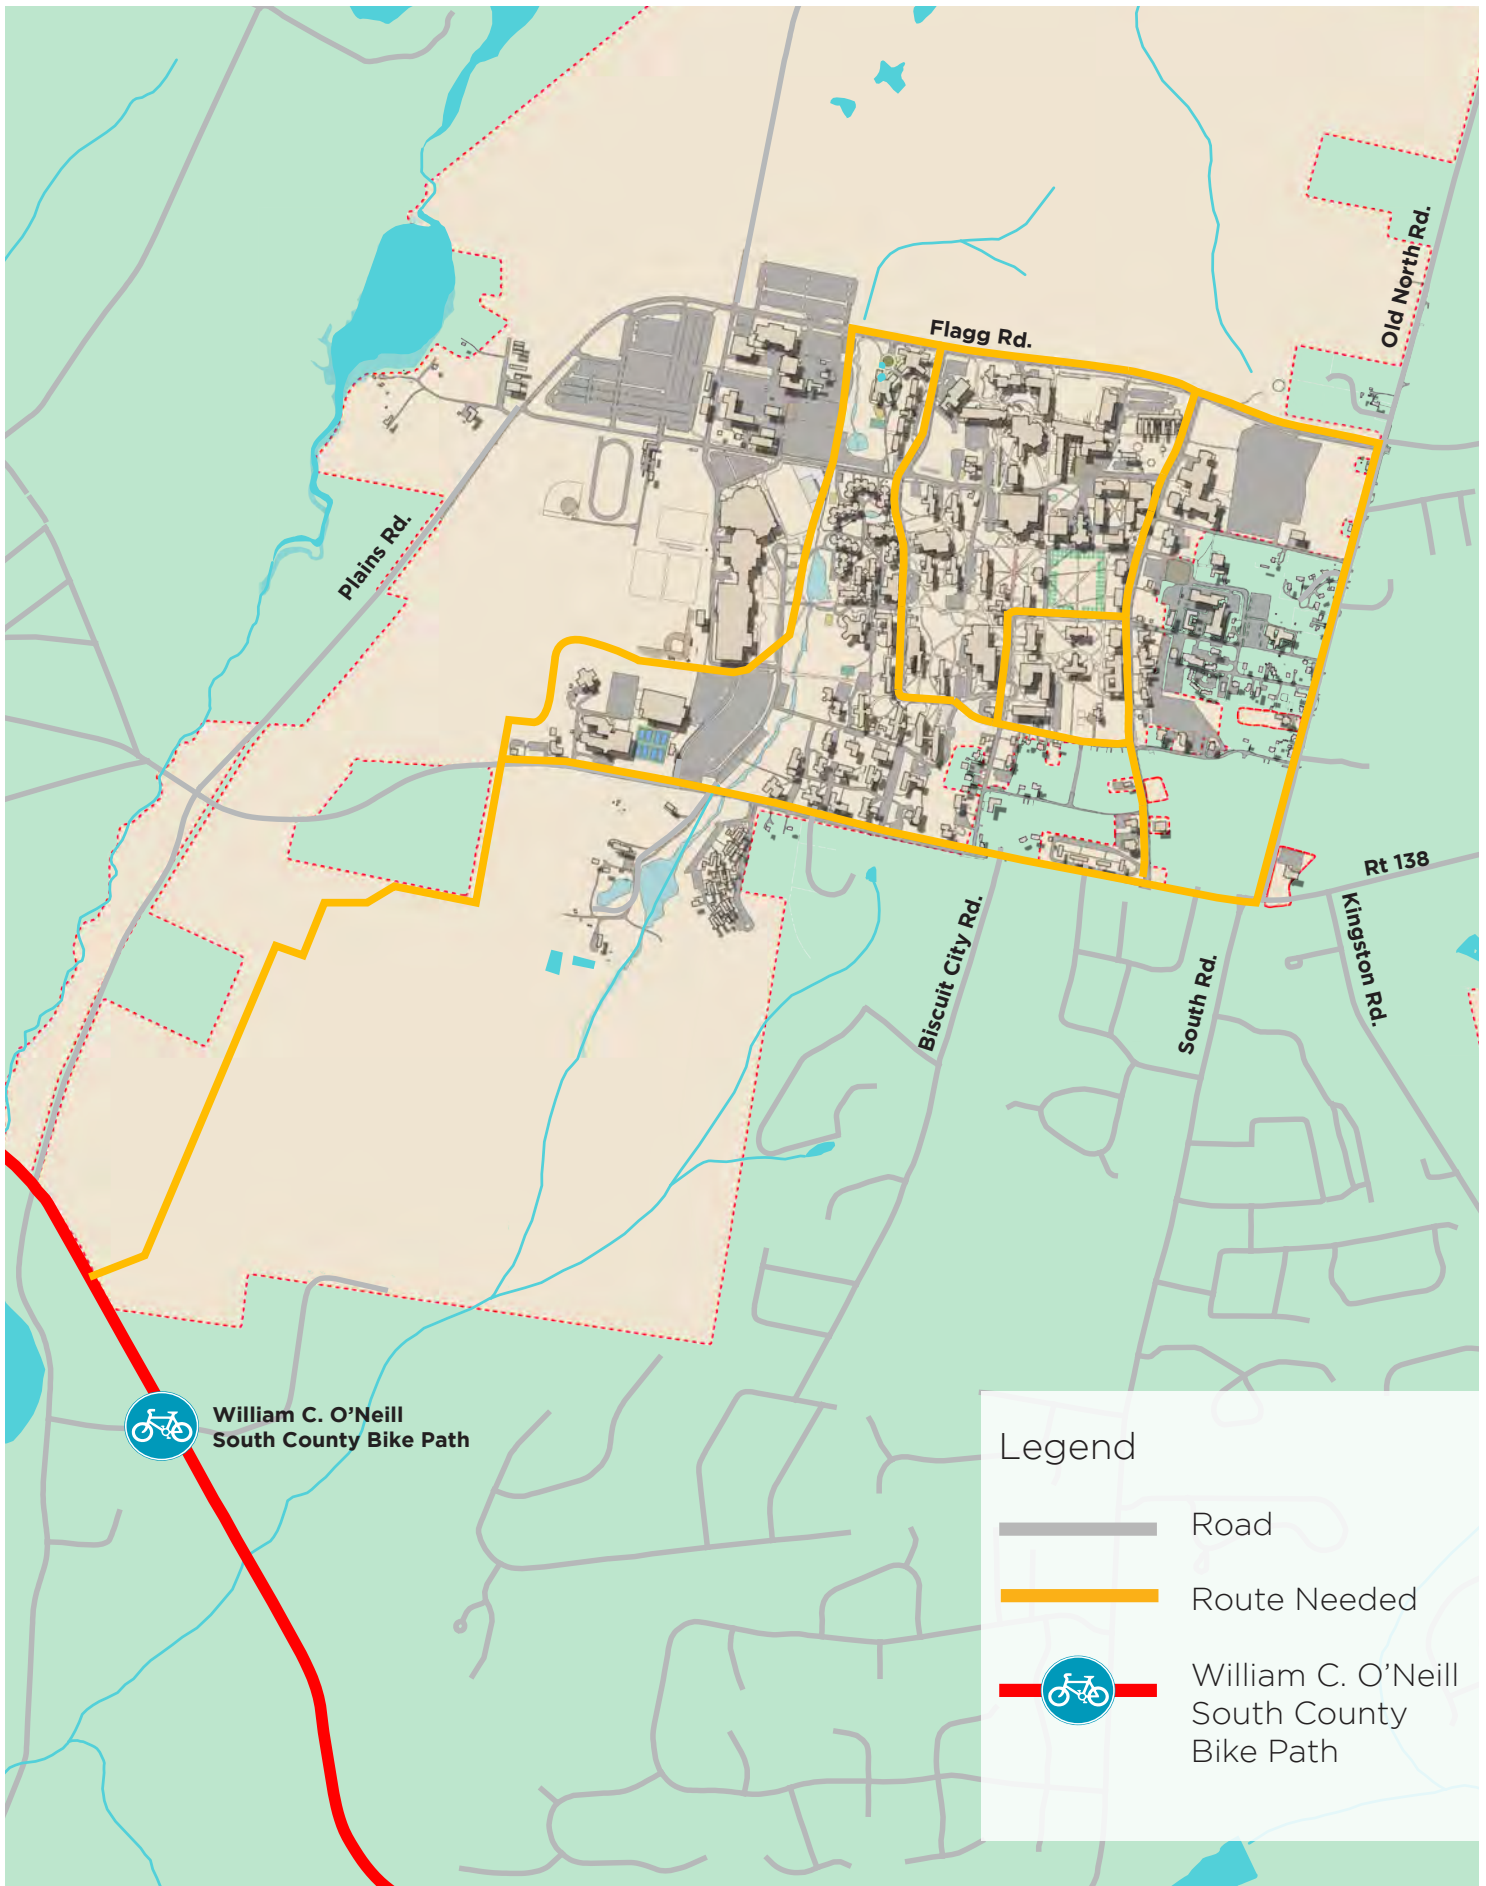 Flagg Rd.
Old North Rd.
Plains Rd.
Rt 138
Kingston Rd.
Biscuit City Rd.
South Rd.
William C. O'Neill
South County Bike Path
Legend
Road
Route Needed
William C. O'Neill
South County
Bike Path